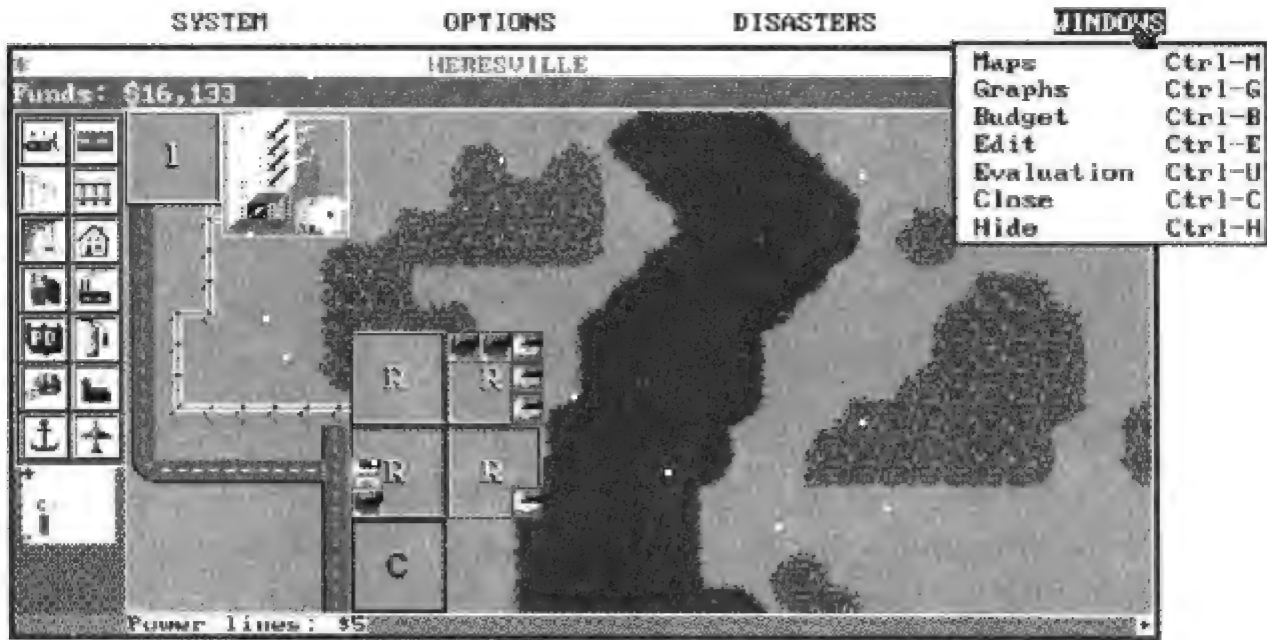 SYSTEM OPTIONS DISASTERS WINDOWS
HERESVILLE
Funds: $16,133
Maps Ctrl-M
Graphs Ctrl-G
Budget Ctrl-B
Edit Ctrl-E
Evaluation Ctrl-U
Close Ctrl-C
Hide Ctrl-H
I
PD
R R
R R
C
C
Power lines: $5